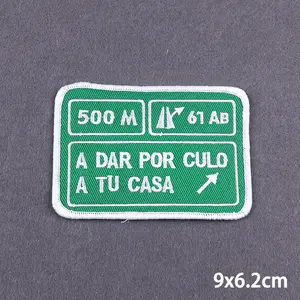 500 M
61 AB
A DAR POR CULO
A TU CASA
9x6.2cm